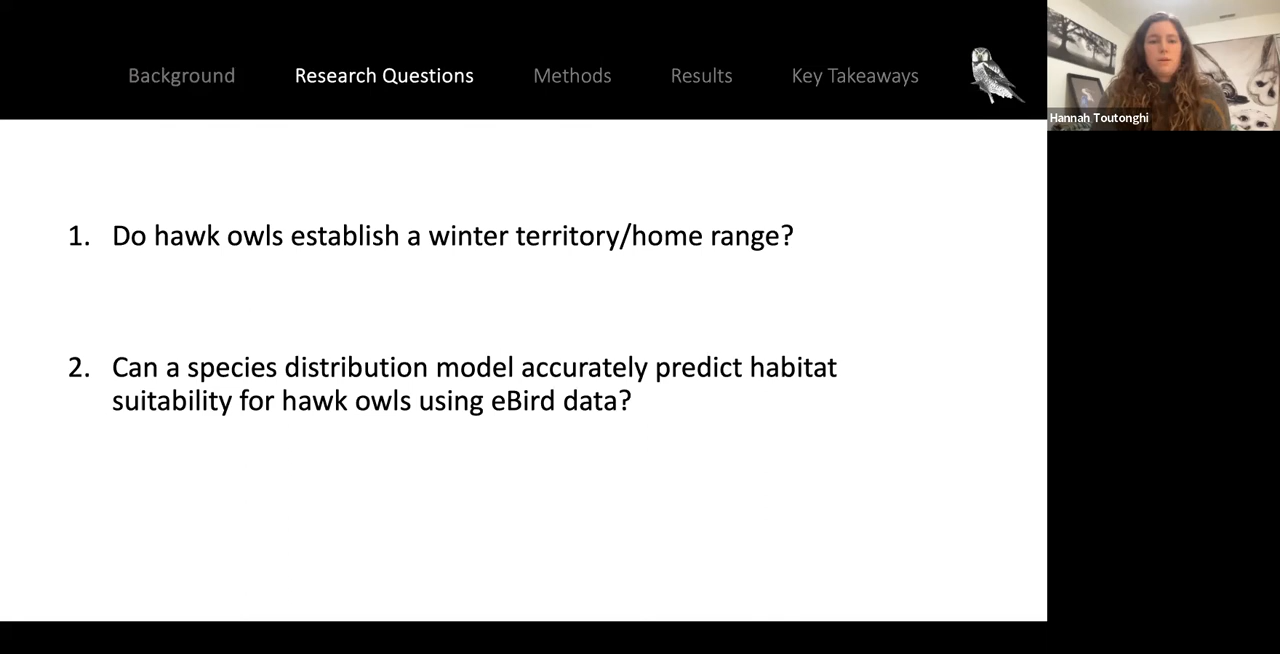 Background Research Questions Methods Results Key Takeaways
Hannah Toutonghi
1. Do hawk owls establish a winter territory/home range?
2. Can a species distribution model accurately predict habitat
suitability for hawk owls using eBird data?